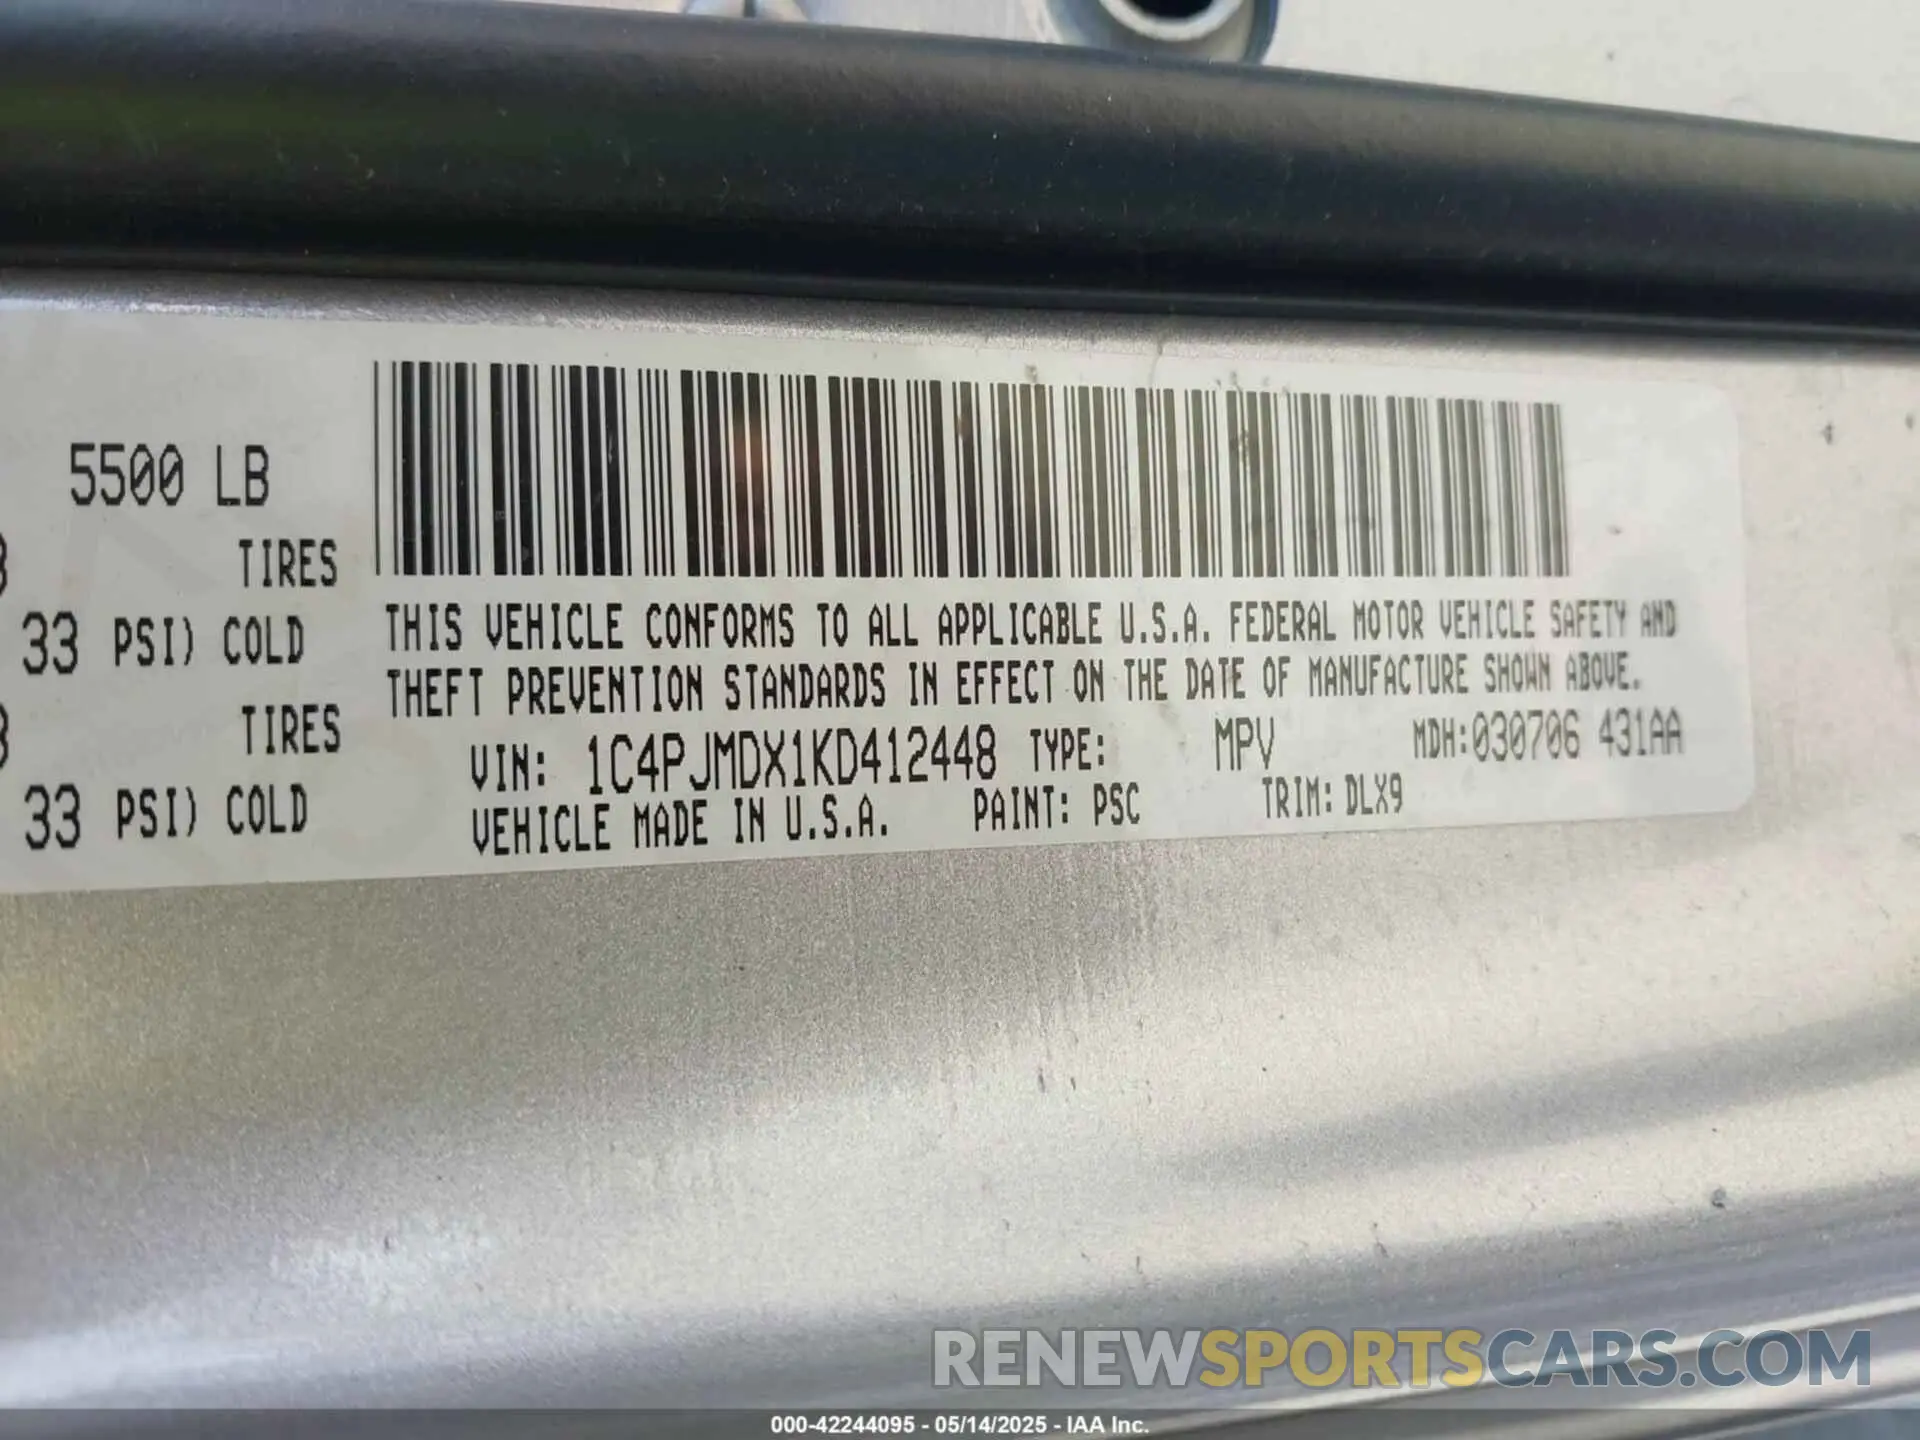 5500 LB
TIRES
33 PSI) COLD
TIRES
33 PSI) COLD
THIS VEHICLE CONFORMS TO ALL APPLICABLE U.S.A. FEDERAL MOTOR VEHICLE SAFETY AND
THEFT PREVENTION STANDARDS IN EFFECT ON THE DATE OF MANUFACTURE SHOWN ABOVE.
VIN: 1C4PJMDX1KD412448 TYPE: MPV MDH:030706 431AA
VEHICLE MADE IN U.S.A. PAINT: PSC TRIM: DLX9
RENEWSPORTSCARS.COM
000-42244095 - 05/14/2025 - IAA Inc.